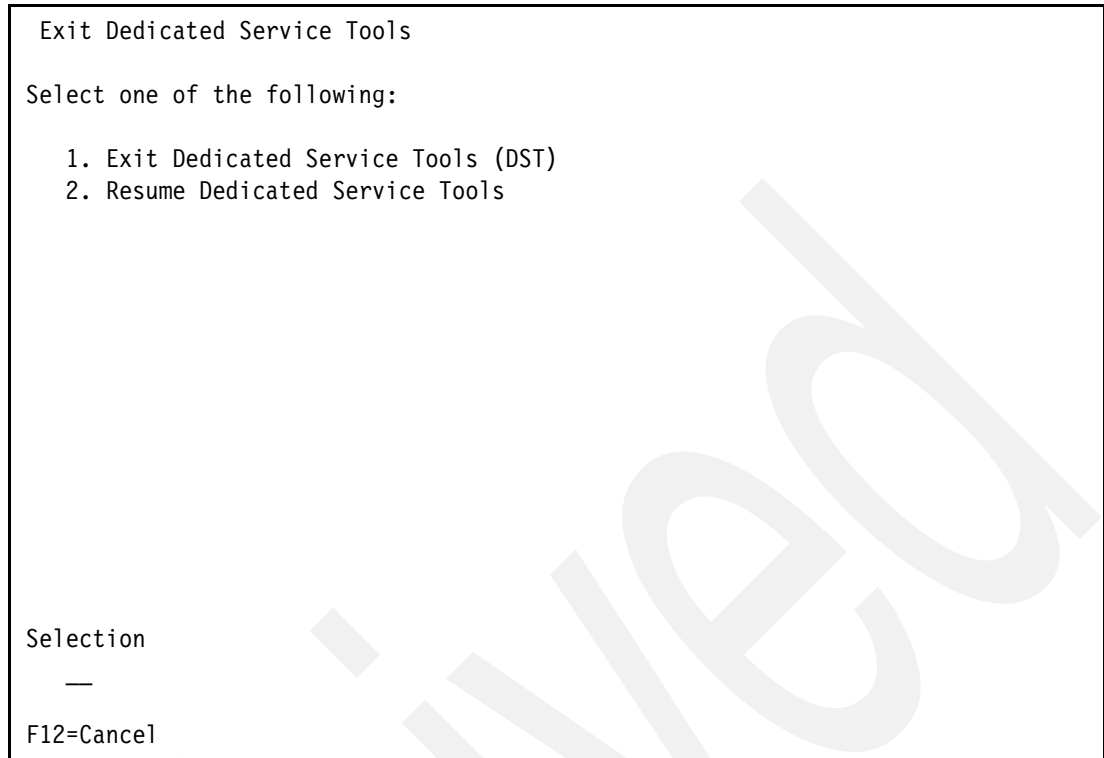 Exit Dedicated Service Tools
Select one of the following:
1. Exit Dedicated Service Tools (DST)
2. Resume Dedicated Service Tools
Selection
__
F12=Cancel